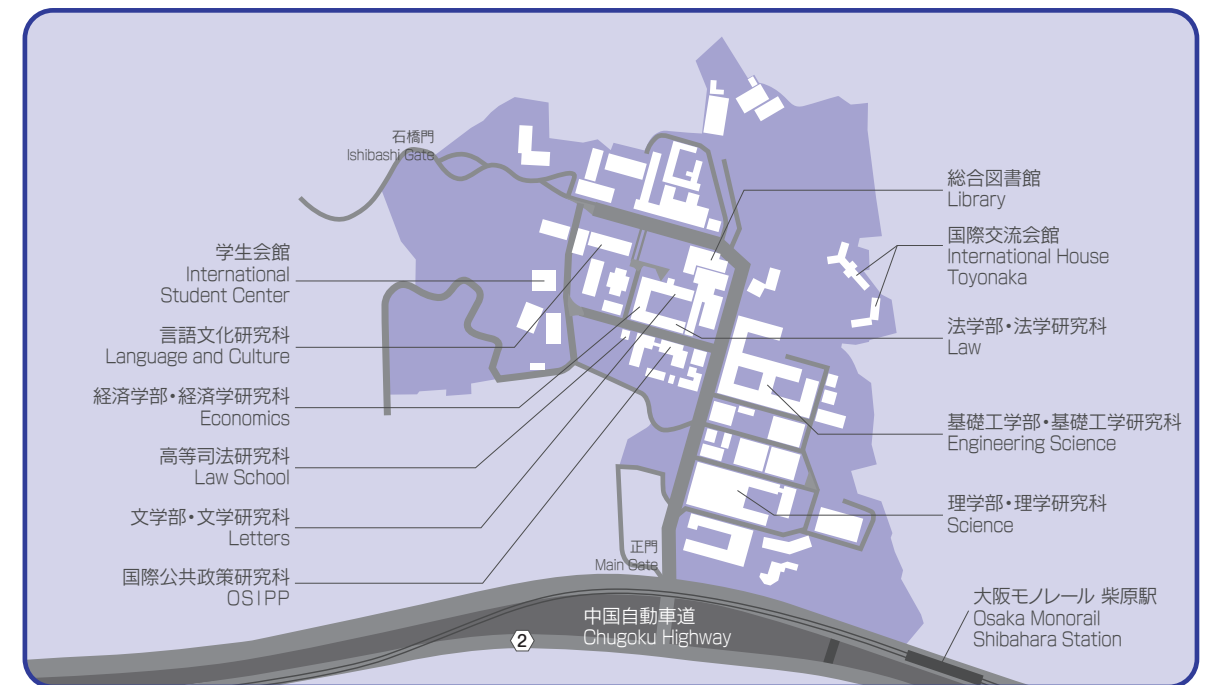 石橋門
Ishibashi Gate
学生会館
International
Student Center
言語文化研究科
Language and Culture
経済学部・経済学研究科
Economics
高等司法研究科
Law School
文学部・文学研究科
Letters
国際公共政策研究科
OSIPP
総合図書館
Library
国際交流会館
International House
Toyonaka
法学部・法学研究科
Law
基礎工学部・基礎工学研究科
Engineering Science
理学部・理学研究科
Science
正門
Main Gate
中国自動車道
Chugoku Highway
2
大阪モノレール 柴原駅
Osaka Monorail
Shibahara Station